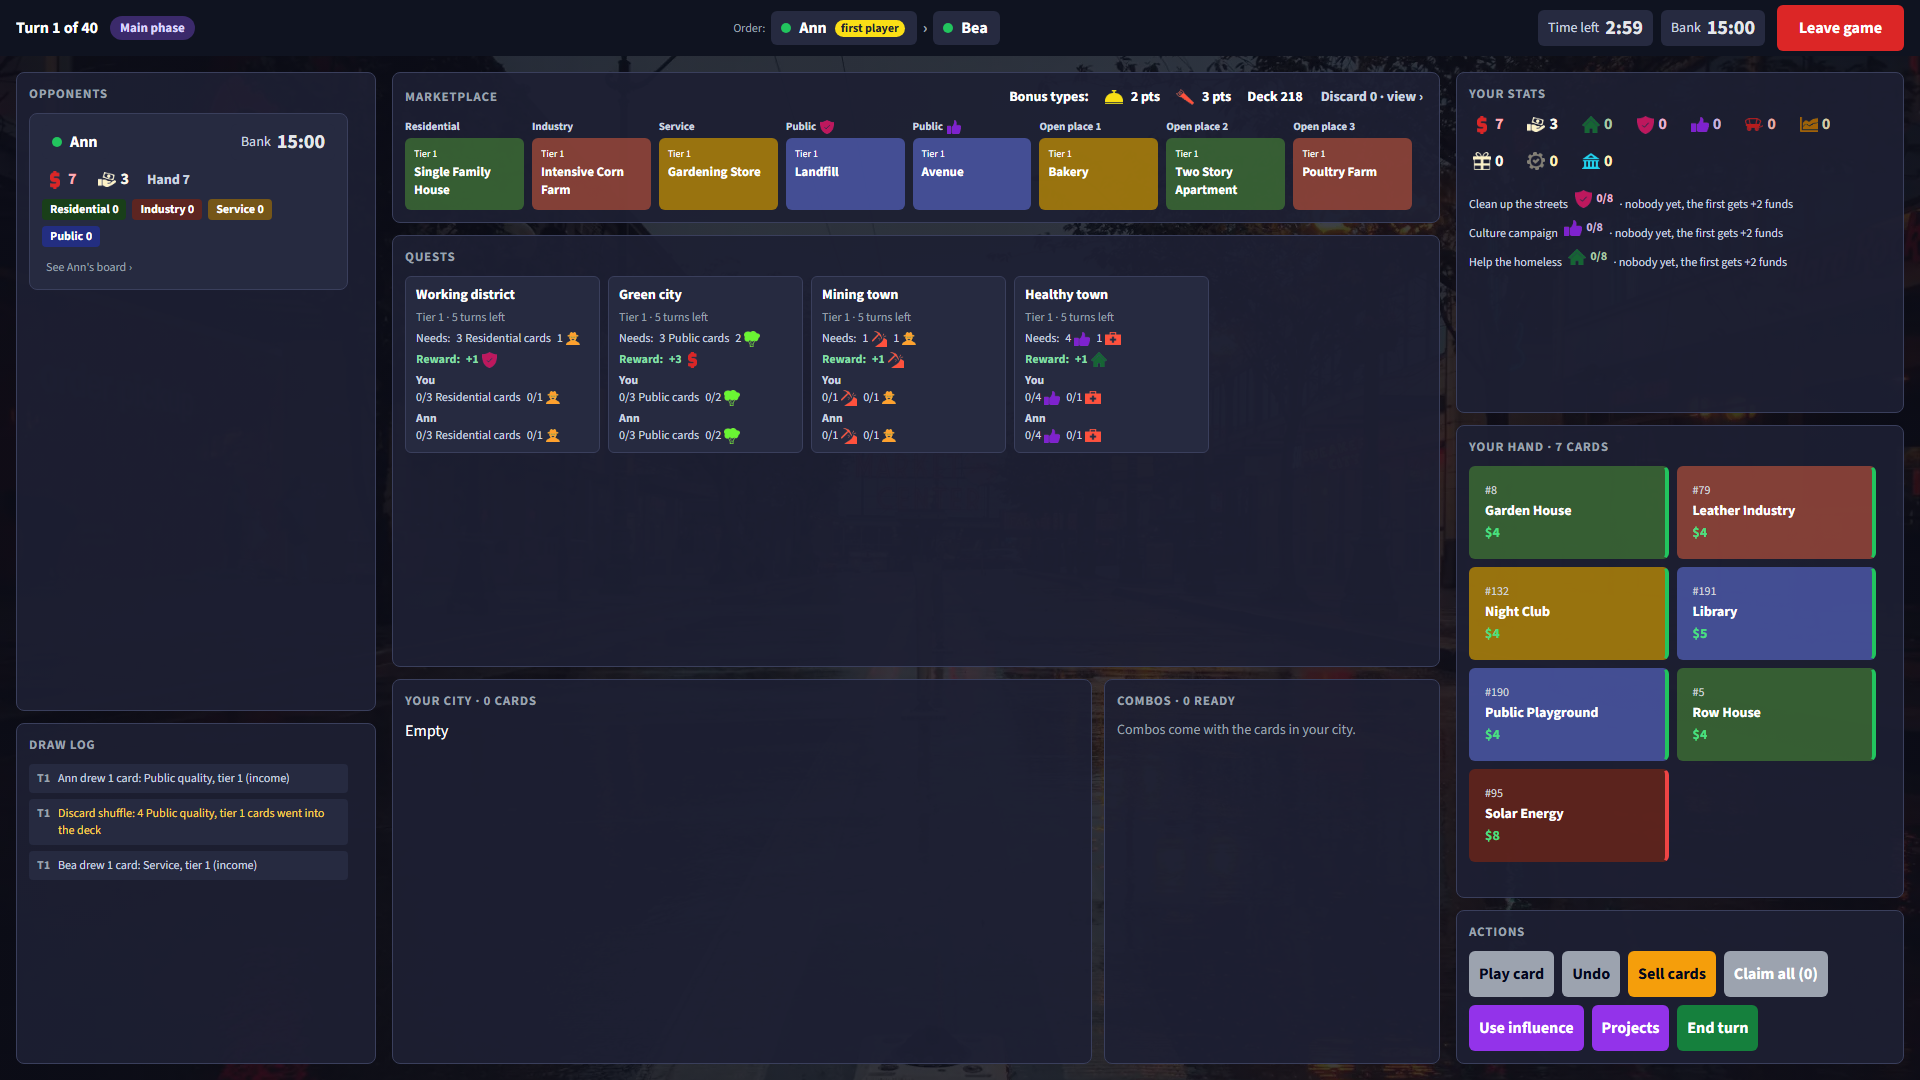 Turn 1 of 40 Main phase
Order: Ann first player › Bea
Time left 2:59 Bank 15:00 Leave game
OPPONENTS
Ann Bank 15:00
7 3 Hand 7
Residential 0 Industry 0 Service 0
Public 0
See Ann's board ›
DRAW LOG
T1 Ann drew 1 card: Public quality, tier 1 (income)
T1 Discard shuffle: 4 Public quality, tier 1 cards went into
the deck
T1 Bea drew 1 card: Service, tier 1 (income)
MARKETPLACE
Bonus types: 2 pts 3 pts Deck 218 Discard 0 · view ›
Residential Industry Service Public Public Open place 1 Open place 2 Open place 3
Tier 1
Single Family
House
Tier 1
Intensive Corn
Farm
Tier 1
Gardening Store
Tier 1
Landfill
Tier 1
Avenue
Tier 1
Bakery
Tier 1
Two Story
Apartment
Tier 1
Poultry Farm
QUESTS
Working district
Tier 1 · 5 turns left
Needs: 3 Residential cards 1
Reward: +1
You
0/3 Residential cards 0/1
Ann
0/3 Residential cards 0/1
Green city
Tier 1 · 5 turns left
Needs: 3 Public cards 2
Reward: +3
You
0/3 Public cards 0/2
Ann
0/3 Public cards 0/2
Mining town
Tier 1 · 5 turns left
Needs: 1 1
Reward: +1
You
0/1 0/1
Ann
0/1 0/1
Healthy town
Tier 1 · 5 turns left
Needs: 4 1
Reward: +1
You
0/4 0/1
Ann
0/4 0/1
YOUR CITY · 0 CARDS
Empty
COMBOS · 0 READY
Combos come with the cards in your city.
YOUR STATS
7 3 0 0 0 0 0
0 0 0
Clean up the streets 0/8 · nobody yet, the first gets +2 funds
Culture campaign 0/8 · nobody yet, the first gets +2 funds
Help the homeless 0/8 · nobody yet, the first gets +2 funds
YOUR HAND · 7 CARDS
#8
Garden House
$4
#79
Leather Industry
$4
#132
Night Club
$4
#191
Library
$5
#190
Public Playground
$4
#5
Row House
$4
#95
Solar Energy
$8
ACTIONS
Play card Undo Sell cards Claim all (0)
Use influence Projects End turn